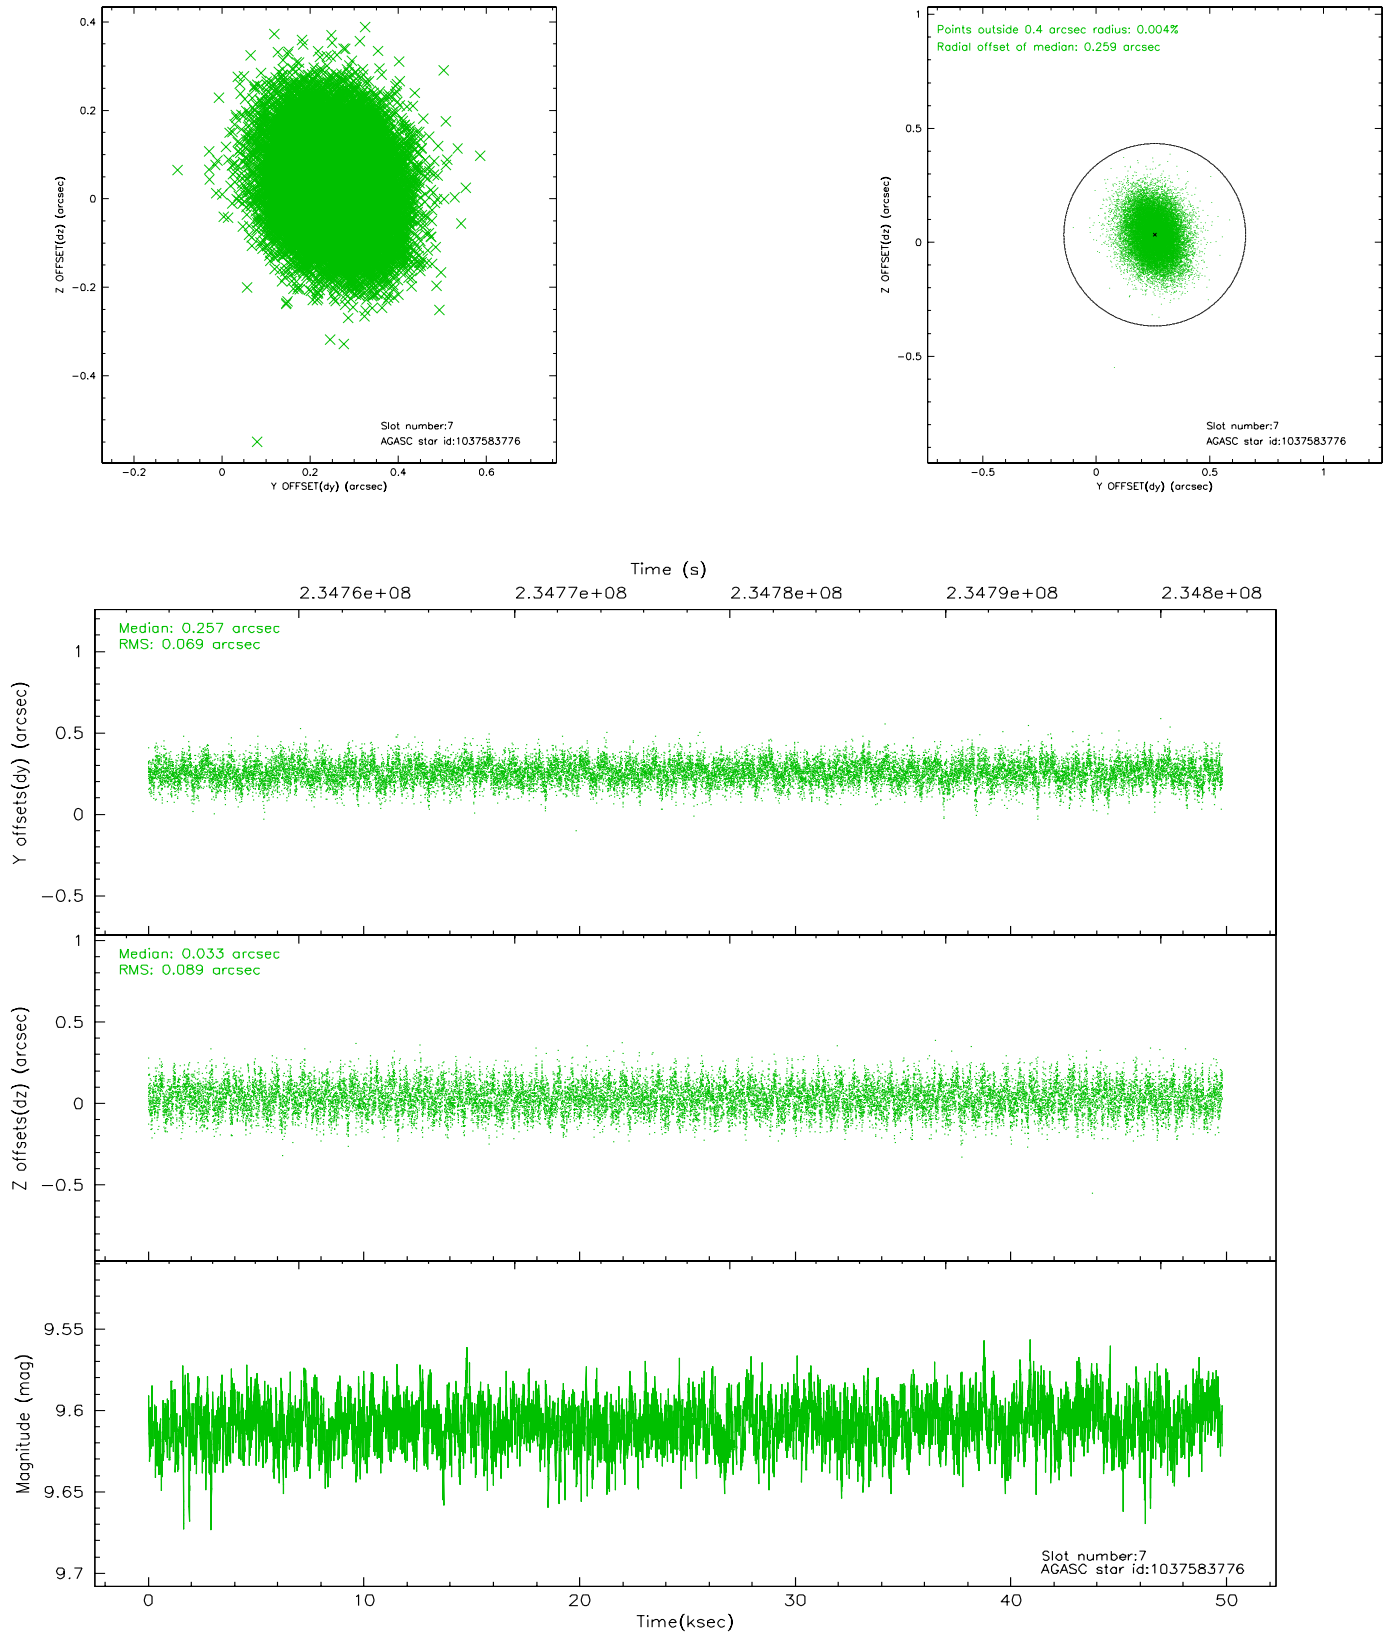 0.4
0.2
0
−0.2
−0.4
Z OFFSET(dz) (arcsec)
Slot number:7
AGASC star id:1037583776
−0.2 0 0.2 0.4 0.6
Y OFFSET(dy) (arcsec)
Points outside 0.4 arcsec radius: 0.004%
Radial offset of median: 0.259 arcsec
1
0.5
0
−0.5
Z OFFSET(dz) (arcsec)
Slot number:7
AGASC star id:1037583776
−0.5 0 0.5 1
Y OFFSET(dy) (arcsec)
Time (s)
2.3476e+08 2.3477e+08 2.3478e+08 2.3479e+08 2.348e+08
Median: 0.257 arcsec
RMS: 0.069 arcsec
1
0.5
0
−0.5
Y offsets(dy) (arcsec)
Median: 0.033 arcsec
RMS: 0.089 arcsec
1
0.5
0
−0.5
Z offsets(dz) (arcsec)
9.55
9.6
9.65
9.7
Magnitude (mag)
Slot number:7
AGASC star id:1037583776
0 10 20 30 40 50
Time(ksec)